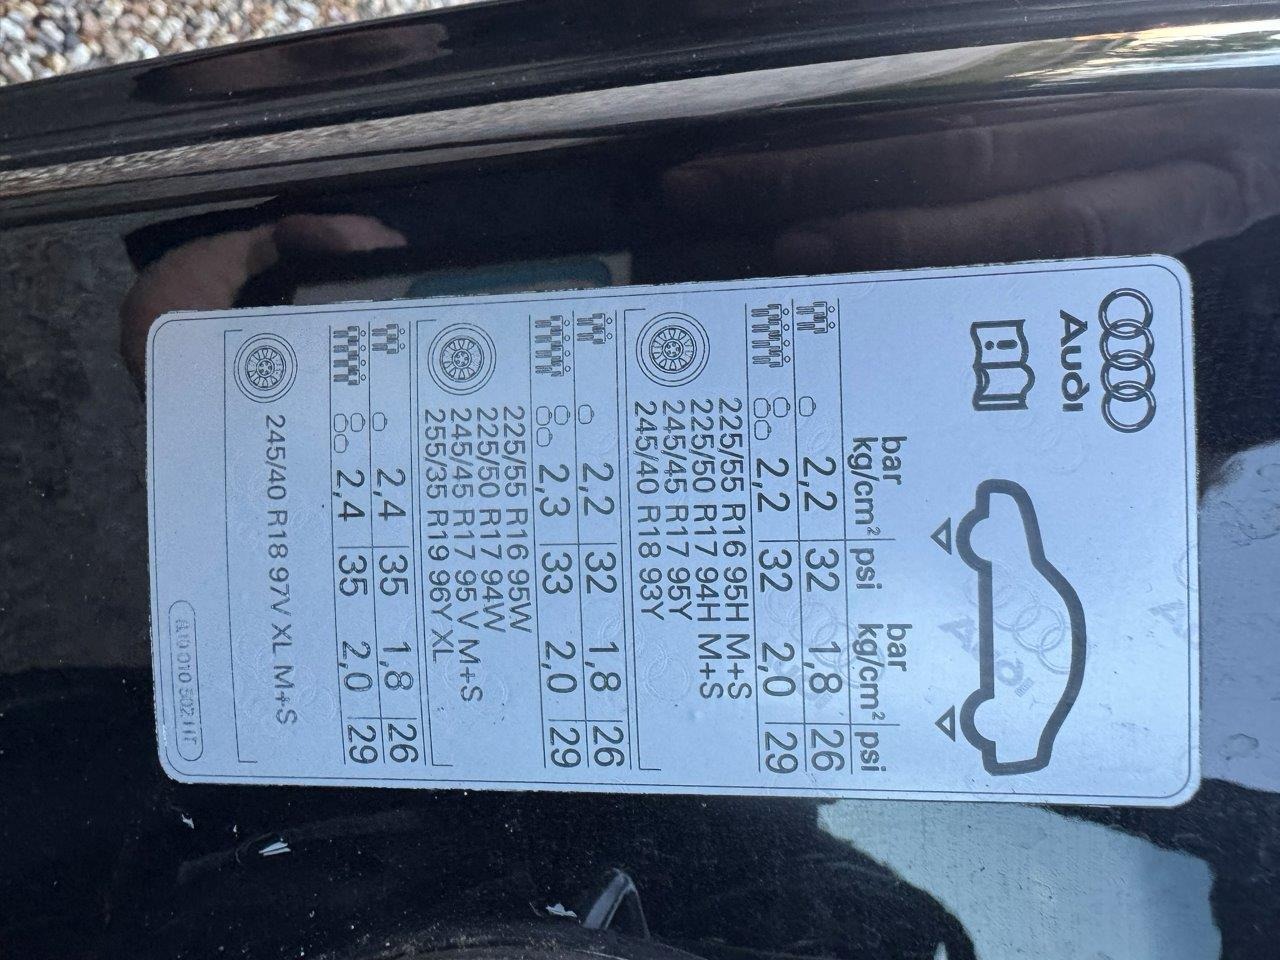 Audi
bar bar
kg/cm² psi kg/cm² psi
2,2 32 1,8 26
2,2 32 2,0 29
225/55 R16 95H M+S
225/50 R17 94H M+S
245/45 R17 95Y
245/40 R18 93Y
2,2 32 1,8 26
2,3 33 2,0 29
225/55 R16 95W
225/50 R17 94W
245/45 R17 95 V M+S
255/35 R19 96Y XL
2,4 35 1,8 26
2,4 35 2,0 29
245/40 R18 97V XL M+S
010 502